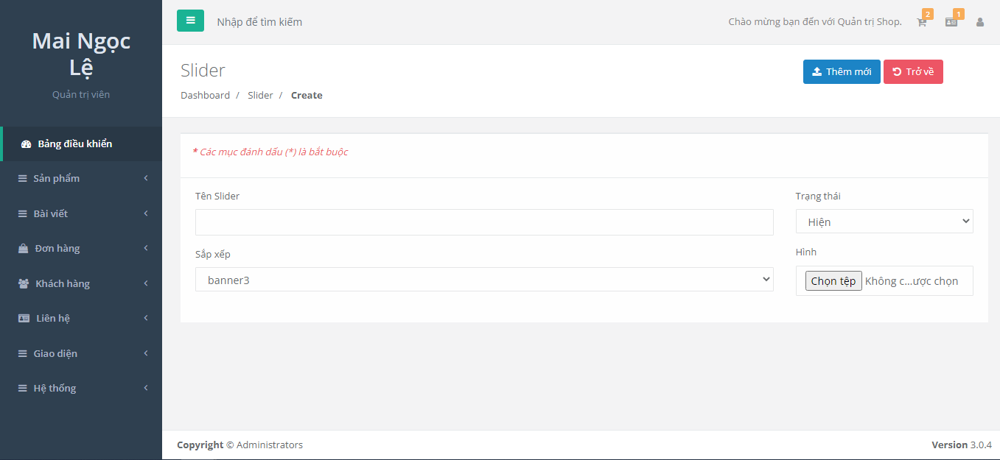 Mai Ngọc
Lệ
Quản trị viên
Bảng điều khiển
Sản phẩm
Bài viết
Đơn hàng
Khách hàng
Liên hệ
Giao diện
Hệ thống
Nhập để tìm kiếm
Chào mừng bạn đến với Quản trị Shop.
2
1
Slider
Thêm mới
Trở về
Dashboard / Slider / Create
* Các mục đánh dấu (*) là bắt buộc
Tên Slider
Trạng thái
Hiện
Sắp xếp
Hình
banner3
Chọn tệp Không c...ược chọn
Copyright © Administrators
Version 3.0.4